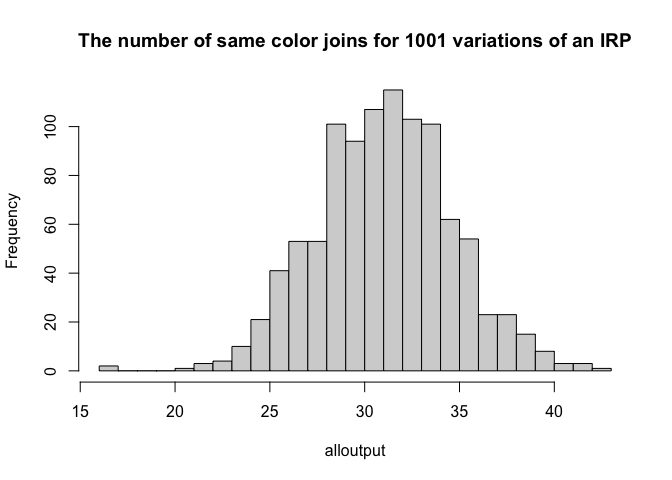 The number of same color joins for 1001 variations of an IRP
Frequency
100
80
60
40
20
0
15 20 25 30 35 40
alloutput